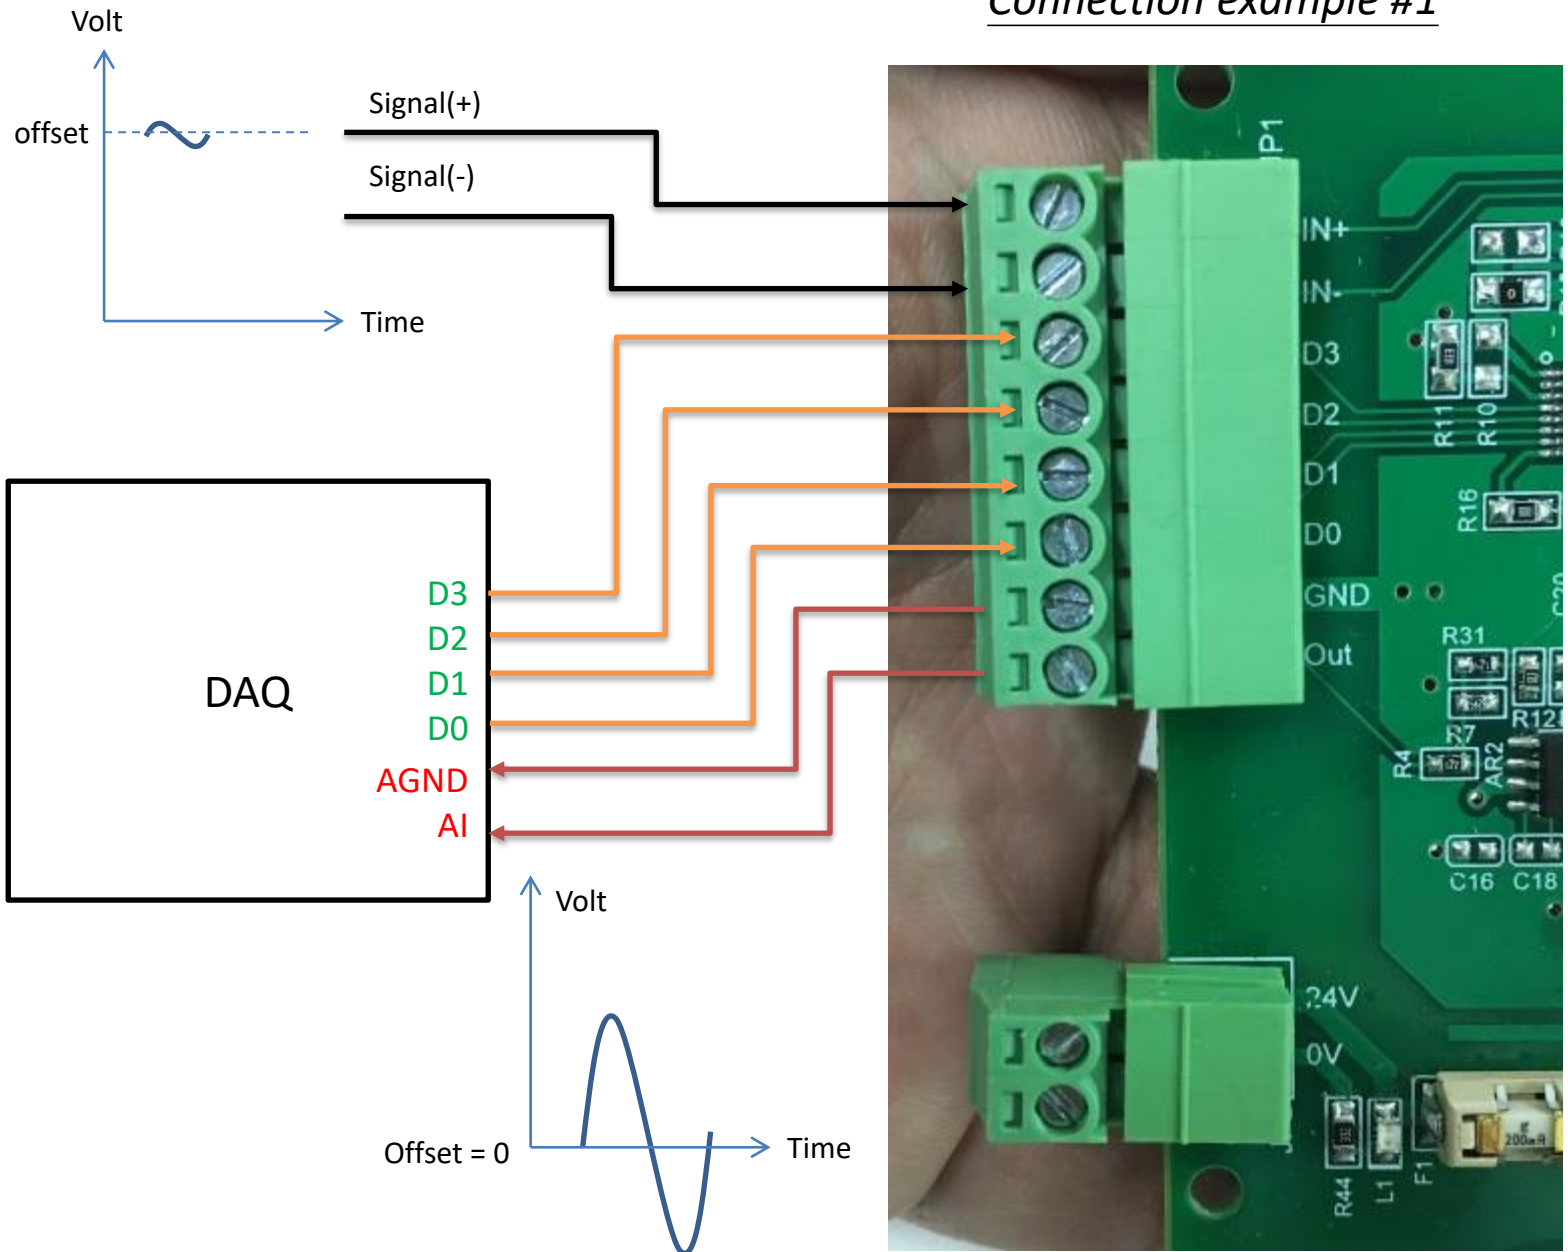 Connection example #1
Volt
offset
Signal(+)
Signal(-)
Time
DAQ
D3
D2
D1
D0
AGND
AI
Volt
Offset = 0
Time
JP1
IN+
IN-
D3
D2
D1
D0
GND
Out
R11
R10
R16
R31
R7
R12
R4
AR2
C16
C18
24V
0V
R44
L1
F1
200mA